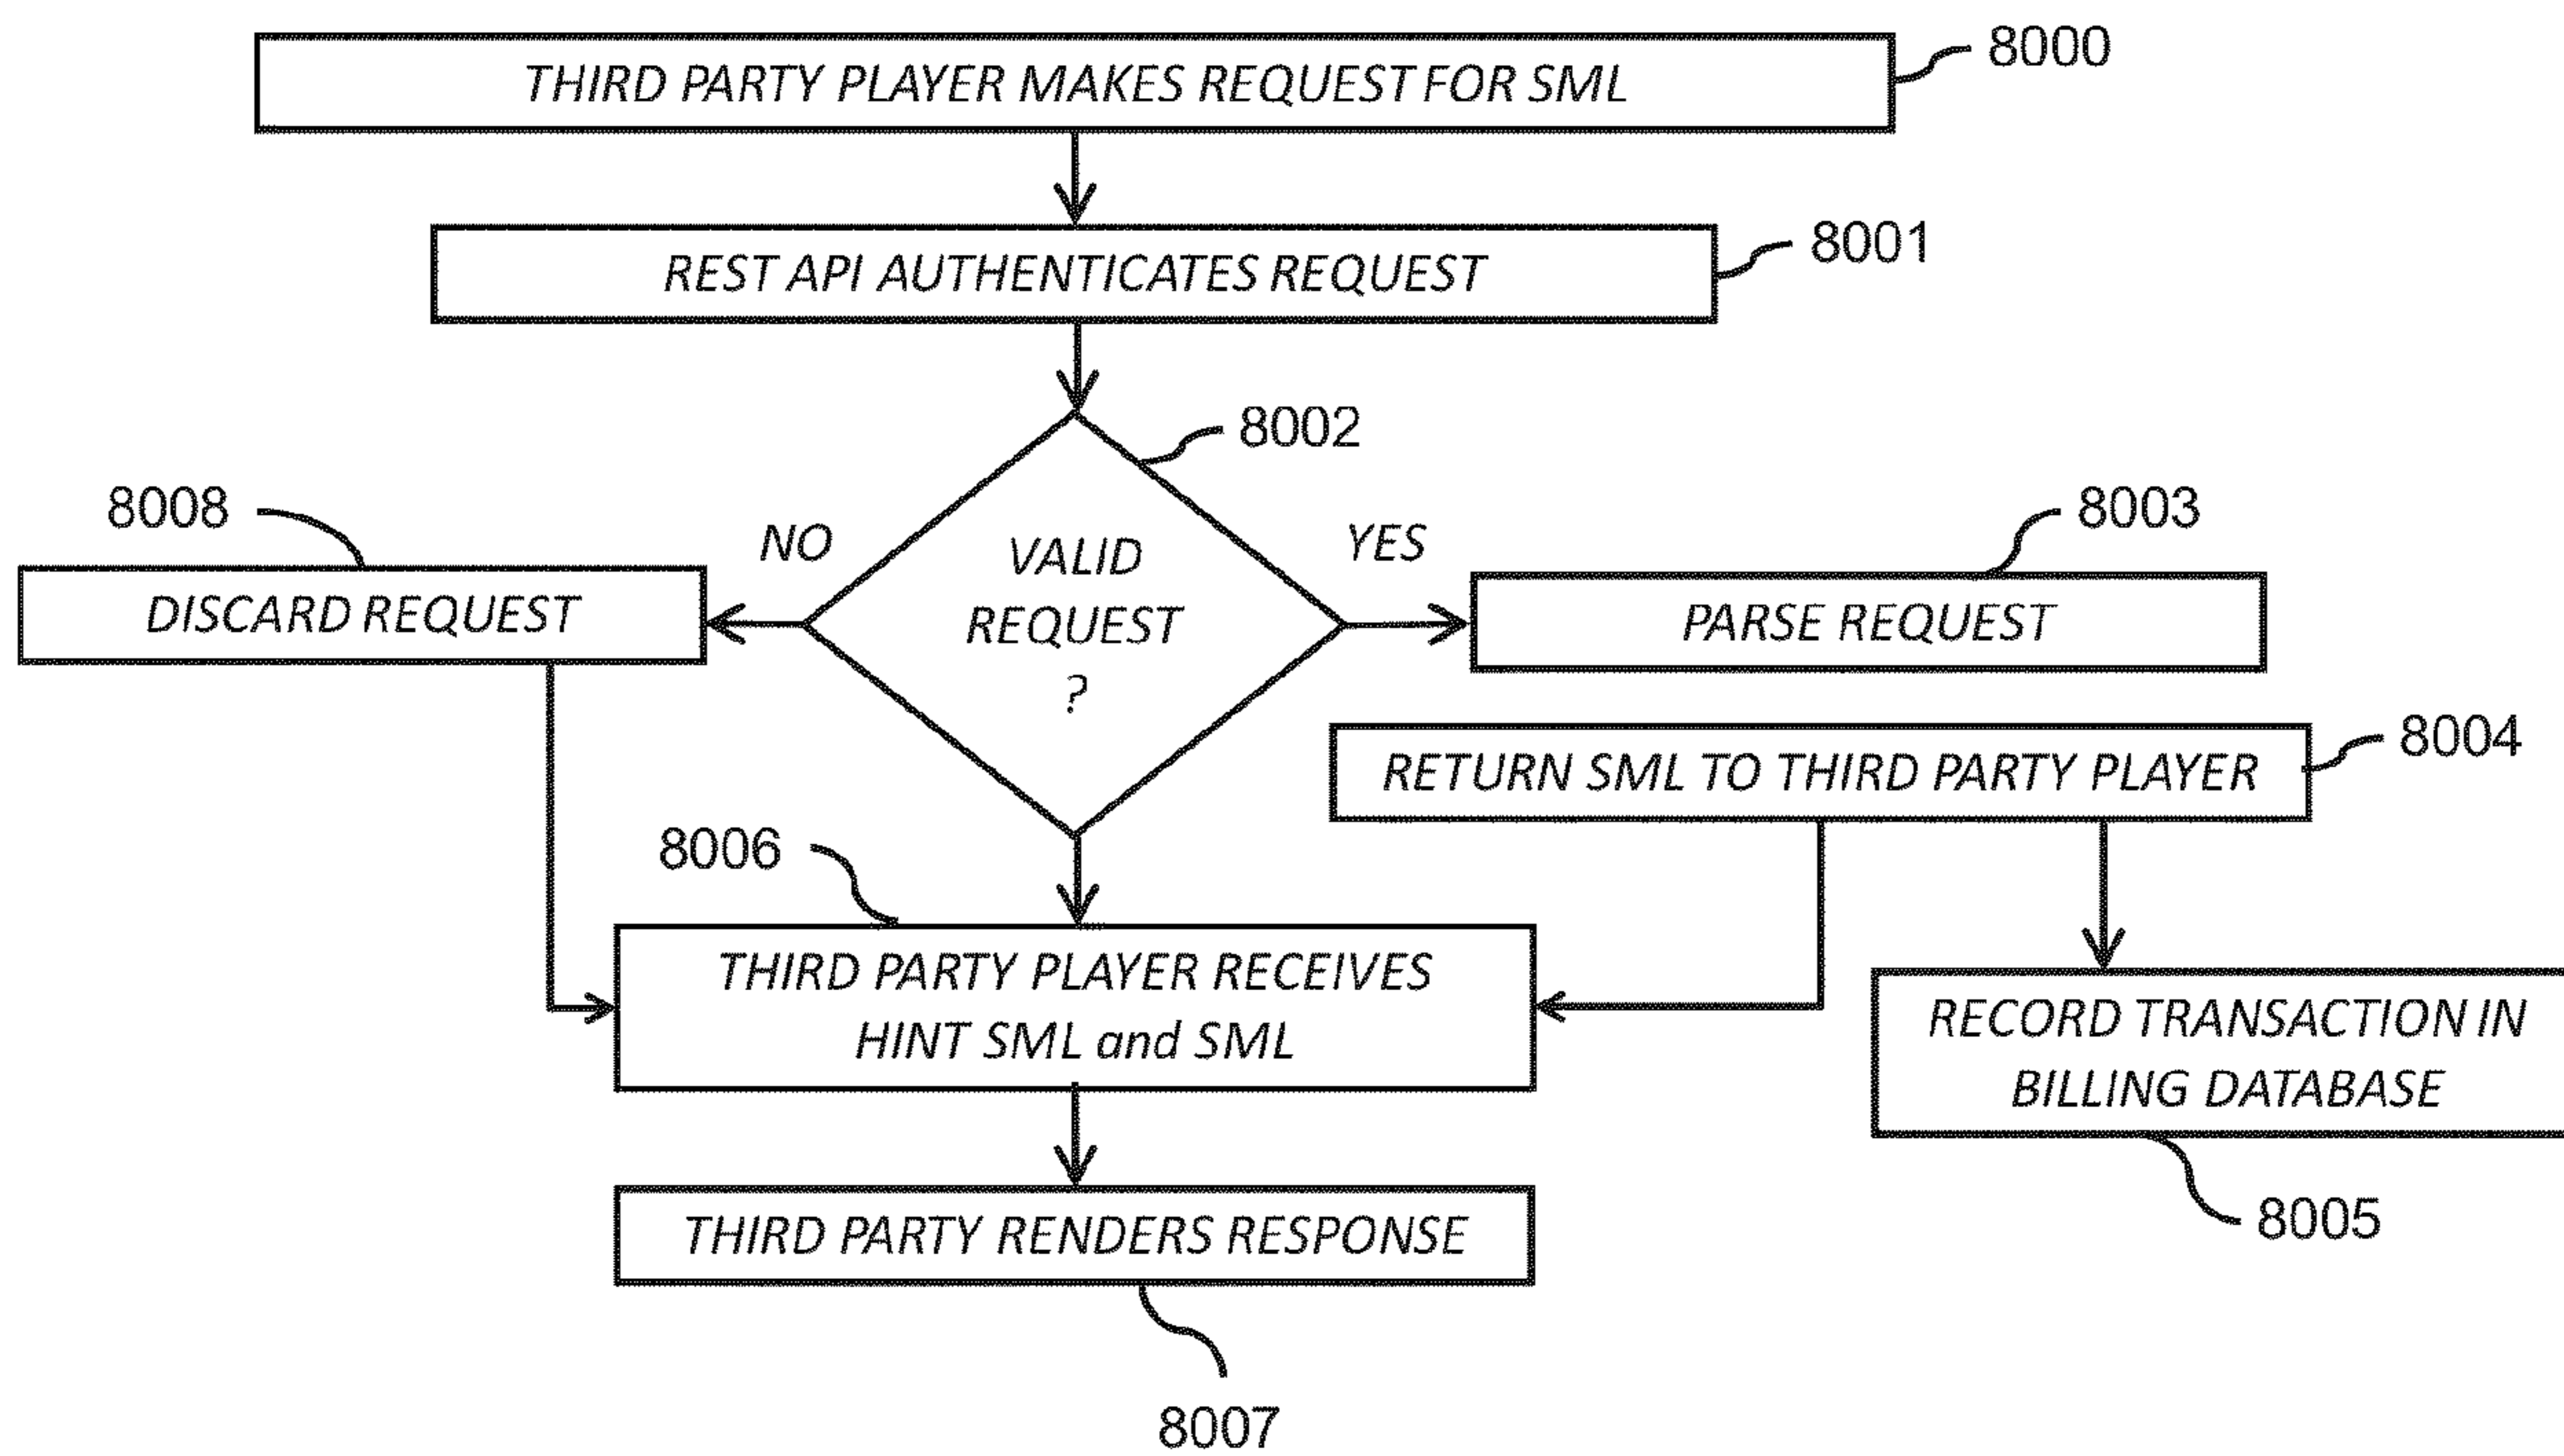 THIRD PARTY PLAYER MAKES REQUEST FOR SML
8000
REST API AUTHENTICATES REQUEST
8001
8002
8008
NO
VALID
REQUEST
?
YES
8003
DISCARD REQUEST
PARSE REQUEST
8004
RETURN SML TO THIRD PARTY PLAYER
8006
THIRD PARTY PLAYER RECEIVES
HINT SML and SML
RECORD TRANSACTION IN
BILLING DATABASE
8005
THIRD PARTY RENDERS RESPONSE
8007